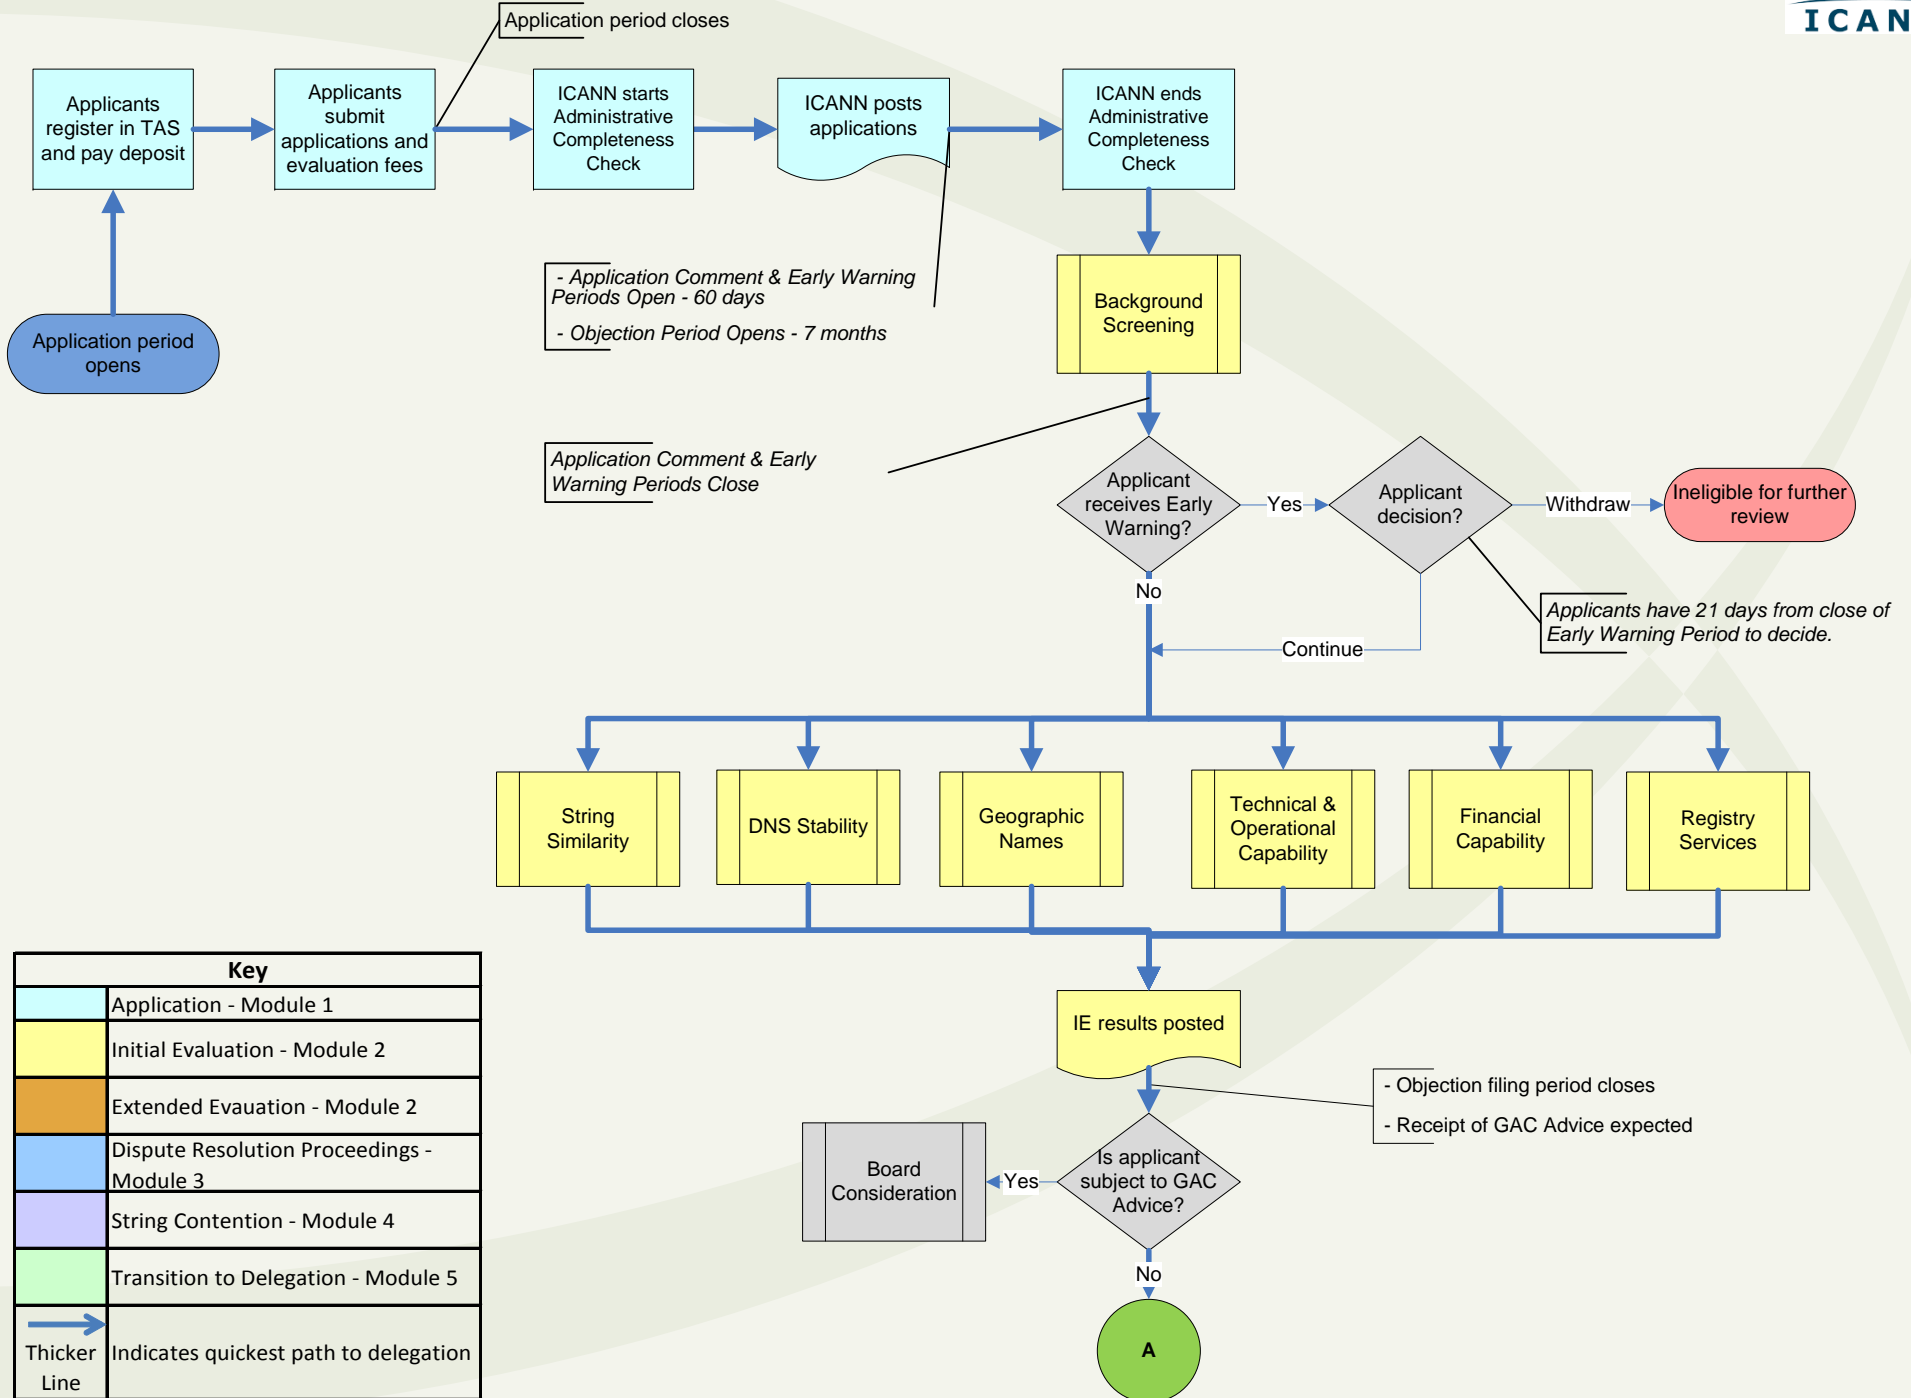 Application period closes
ICAN
Applicants
register in TAS
and pay deposit
Applicants
submit
applications and
evaluation fees
ICANN starts
Administrative
Completeness
Check
ICANN posts
applications
ICANN ends
Administrative
Completeness
Check
Application period
opens
- Application Comment & Early Warning
Periods Open - 60 days
- Objection Period Opens - 7 months
Background
Screening
Application Comment & Early
Warning Periods Close
Applicant
receives Early
Warning?
Yes
Applicant
decision?
Withdraw
Ineligible for further
review
No
Continue
Applicants have 21 days from close of
Early Warning Period to decide.
String
Similarity
DNS Stability
Geographic
Names
Technical &
Operational
Capability
Financial
Capability
Registry
Services
IE results posted
- Objection filing period closes
- Receipt of GAC Advice expected
Is applicant
subject to GAC
Advice?
Yes
Board
Consideration
No
A
Key
Application - Module 1
Initial Evaluation - Module 2
Extended Evauation - Module 2
Dispute Resolution Proceedings -
Module 3
String Contention - Module 4
Transition to Delegation - Module 5
Thicker
Line
Indicates quickest path to delegation